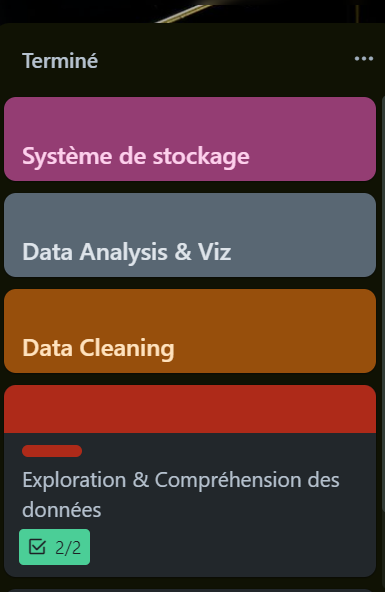 Terminé
Système de stockage
Data Analysis & Viz
Data Cleaning
Exploration & Compréhension des
données
2/2